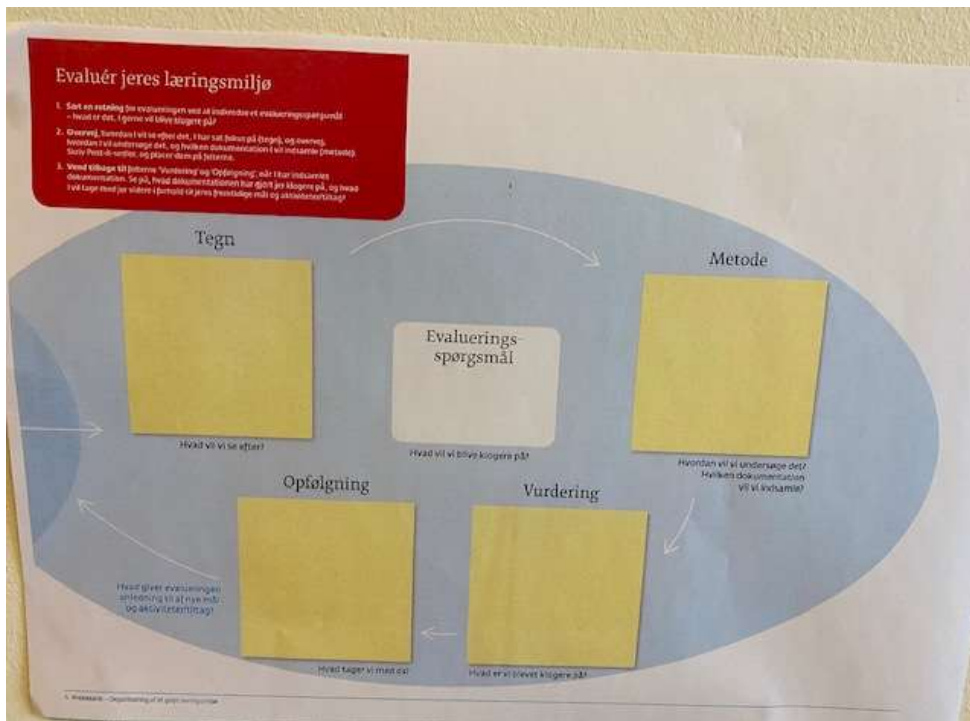 Evaluér jeres læringsmiljø
1. Sæt en retning for evalueringen ved at indkredse et evalueringsspørgsmål
– hvad er det, I gerne vil blive klogere på?
2. Overvej, hvordan I vil se efter det, I har sat fokus på (tegn), og overvej,
hvordan I vil undersøge det, og hvilken dokumentation I vil indsamle (metode).
Skriv Post-it-sedler, og placer dem på felterne.
3. Vend tilbage til felterne 'Vurdering' og 'Opfølgning', når I har indsamlet
dokumentation. Se på, hvad dokumentationen har gjort jer klogere på, og hvad
I vil tage med jer videre i forhold til jeres fremtidige mål og aktiviteter/tiltag?
Tegn
Metode
Evaluerings-
spørgsmål
Hvad vil vi se efter?
Hvad vil vi blive klogere på?
Hvordan vil vi undersøge det?
Hvilken dokumentation
vil vi indsamle?
Opfølgning
Vurdering
Hvad giver evalueringen
anledning til af nye mål
og aktiviteter/tiltag?
Hvad tager vi med os?
Hvad er vi blevet klogere på?